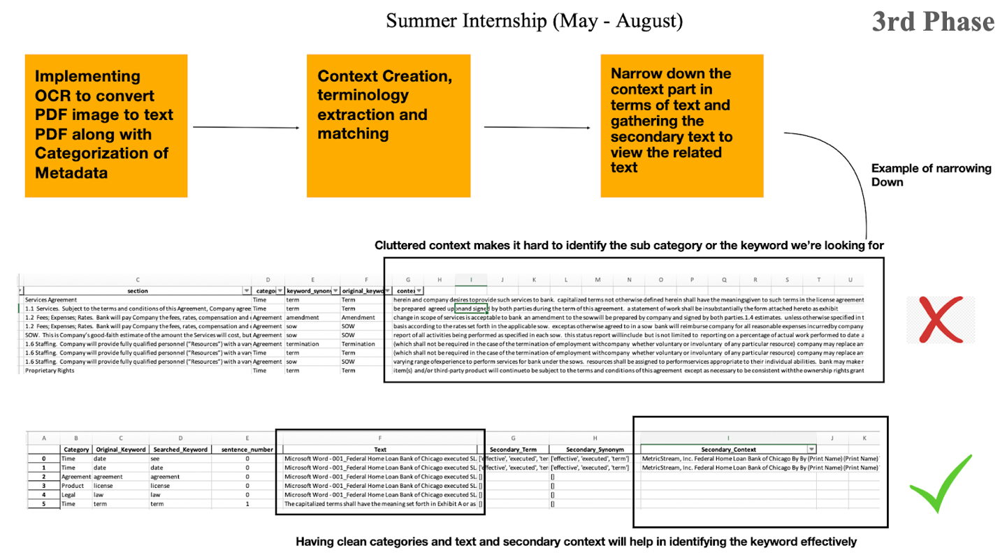 Summer Internship (May - August)
3rd Phase
Implementing
OCR to convert
PDF image to text
PDF along with
Categorization of
Metadata
Context Creation,
terminology
extraction and
matching
Narrow down the
context part in
terms of text and
gathering the
secondary text to
view the related
text
Example of narrowing
Down
Cluttered context makes it hard to identify the sub category or the keyword we're looking for
C D E F G H I J K L M N O P Q R S T U
section catego keyword_synon original_keywo contex
Services Agreement Time term Term herein and company desires toprovide such services to bank. capitalized terms not otherwise defined herein shall have the meaningsgiven to such terms in the license agreement
1.1 Services. Subject to the terms and conditions of this Agreement, Company agree Time term Term be prepared agreed uponand signed by both parties during the term of this agreement. a statement of work shall be insubstantially the form attached hereto as exhibit
1.2 Fees; Expenses; Rates. Bank will pay Company the fees, rates, compensation and Agreement amendment Amendment change in scope of services is acceptable to bank an amendment to the sowwill be prepared by company and signed by both parties.1.4 estimates. unless otherwise specified in t
1.2 Fees; Expenses; Rates. Bank will pay Company the fees, rates, compensation and Agreement sow SOW basis according to the rates set forth in the applicable sow. exceptas otherwise agreed to in a sow bank will reimburse company for all reasonable expenses incurredby company
SOW. This is Company's good-faith estimate of the amount the Services will cost, but Agreement sow SOW report of all activities being performed as specified in each sow. this status report willinclude but is not limited to reporting on a percentage of actual work performed to date a
1.6 Staffing. Company will provide fully qualified personnel ("Resources") with a vary Agreement termination Termination (which shall not be required in the case of the termination of employment withcompany whether voluntary or involuntary of any particular resource) company may replace an
1.6 Staffing. Company will provide fully qualified personnel ("Resources") with a vary Time term Term (which shall not be required in the case of the termination of employment withcompany whether voluntary or involuntary of any particular resource) company may replace an
1.6 Staffing. Company will provide fully qualified personnel ("Resources") with a vary Agreement sow SOW varying range ofexperience to perform services for bank under the sows. resources shall be assigned to performservices appropriate to their individual abilities. bank may make r
Proprietary Rights Time term Term item(s) and/or third-party product will continueto be subject to the terms and conditions of this agreement except as necessary to be consistent withthe ownership rights grant
A B C D E F G H I J K
Category Original_Keyword Searched_Keyword sentence_number Text Secondary_Term Secondary_Synonym Secondary_Context
0 Time date see 0 Microsoft Word - 001_Federal Home Loan Bank of Chicago executed SL ['effective', 'executed', 'ter ['effective', 'executed', 'term'] MetricStream, Inc. Federal Home Loan Bank of Chicago By By (Print Name) (Print Name)
1 Time date date 0 Microsoft Word - 001_Federal Home Loan Bank of Chicago executed SL ['effective', 'executed', 'ter ['effective', 'executed', 'term'] MetricStream, Inc. Federal Home Loan Bank of Chicago By By (Print Name) (Print Name)
2 Agreement agreement agreement 0 Microsoft Word - 001_Federal Home Loan Bank of Chicago executed SL [] []
3 Product license license 0 Microsoft Word - 001_Federal Home Loan Bank of Chicago executed SL [] []
4 Legal law law 0 Microsoft Word - 001_Federal Home Loan Bank of Chicago executed SL [] []
5 Time term term 1 The capitalized terms shall have the meaning set forth in Exhibit A or as [] []
Having clean categories and text and secondary context will help in identifying the keyword effectively